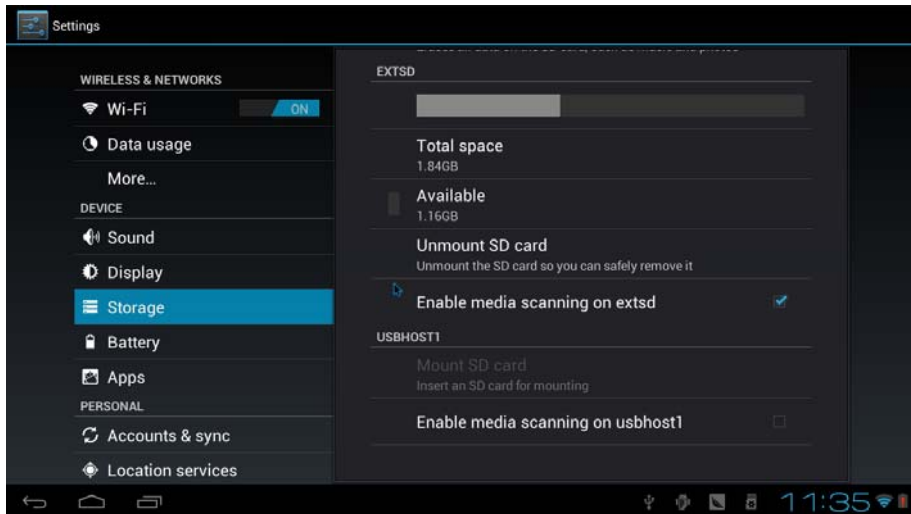 Settings
WIRELESS & NETWORKS
Wi-Fi
ON
Data usage
More...
DEVICE
Sound
Display
Storage
Battery
Apps
PERSONAL
Accounts & sync
Location services
EXTSD
Total space
1.84GB
Available
1.16GB
Unmount SD card
Unmount the SD card so you can safely remove it
Enable media scanning on extsd
USBHOST1
Mount SD card
Insert an SD card for mounting
Enable media scanning on usbhost1
11:35